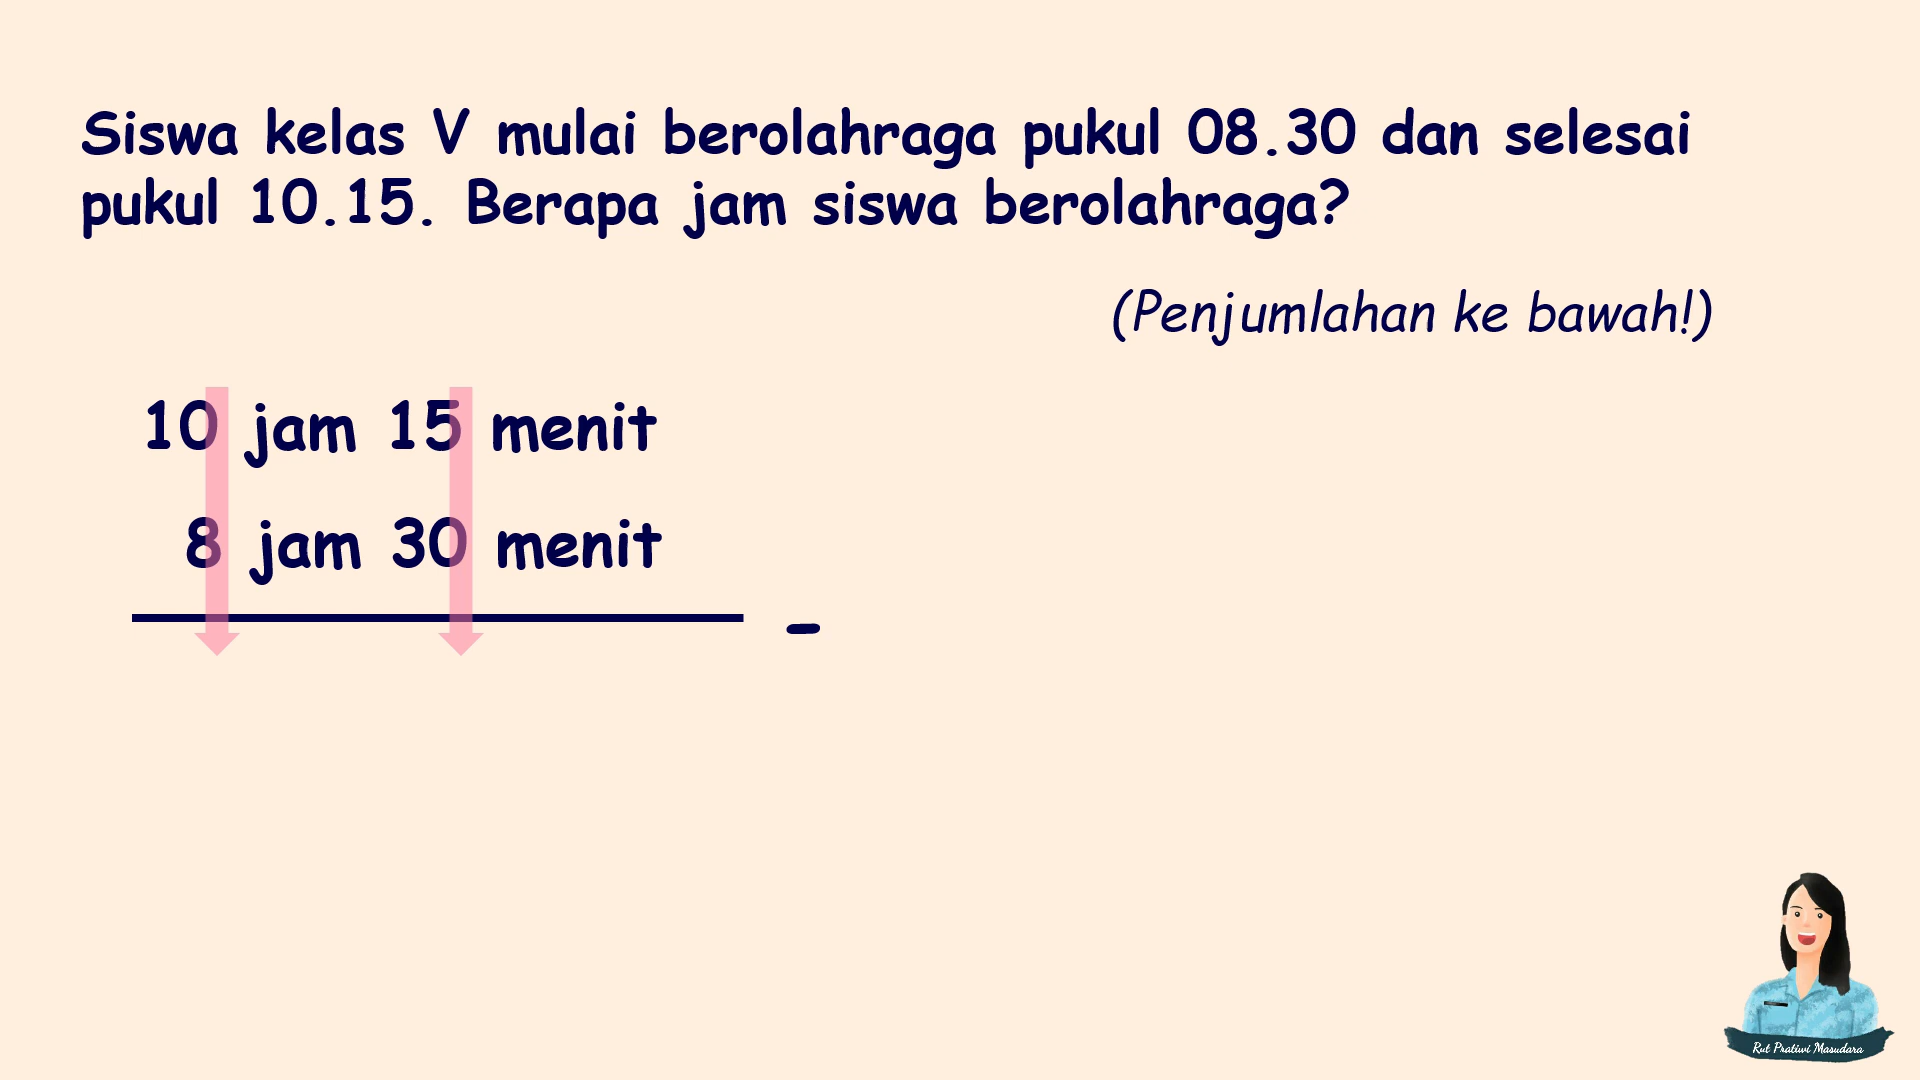 Siswa kelas V mulai berolahraga pukul 08.30 dan selesai
pukul 10.15. Berapa jam siswa berolahraga?
(Penjumlahan ke bawah!)
10 jam 15 menit
8 jam 30 menit
-
Rut Pratiwi Masudara